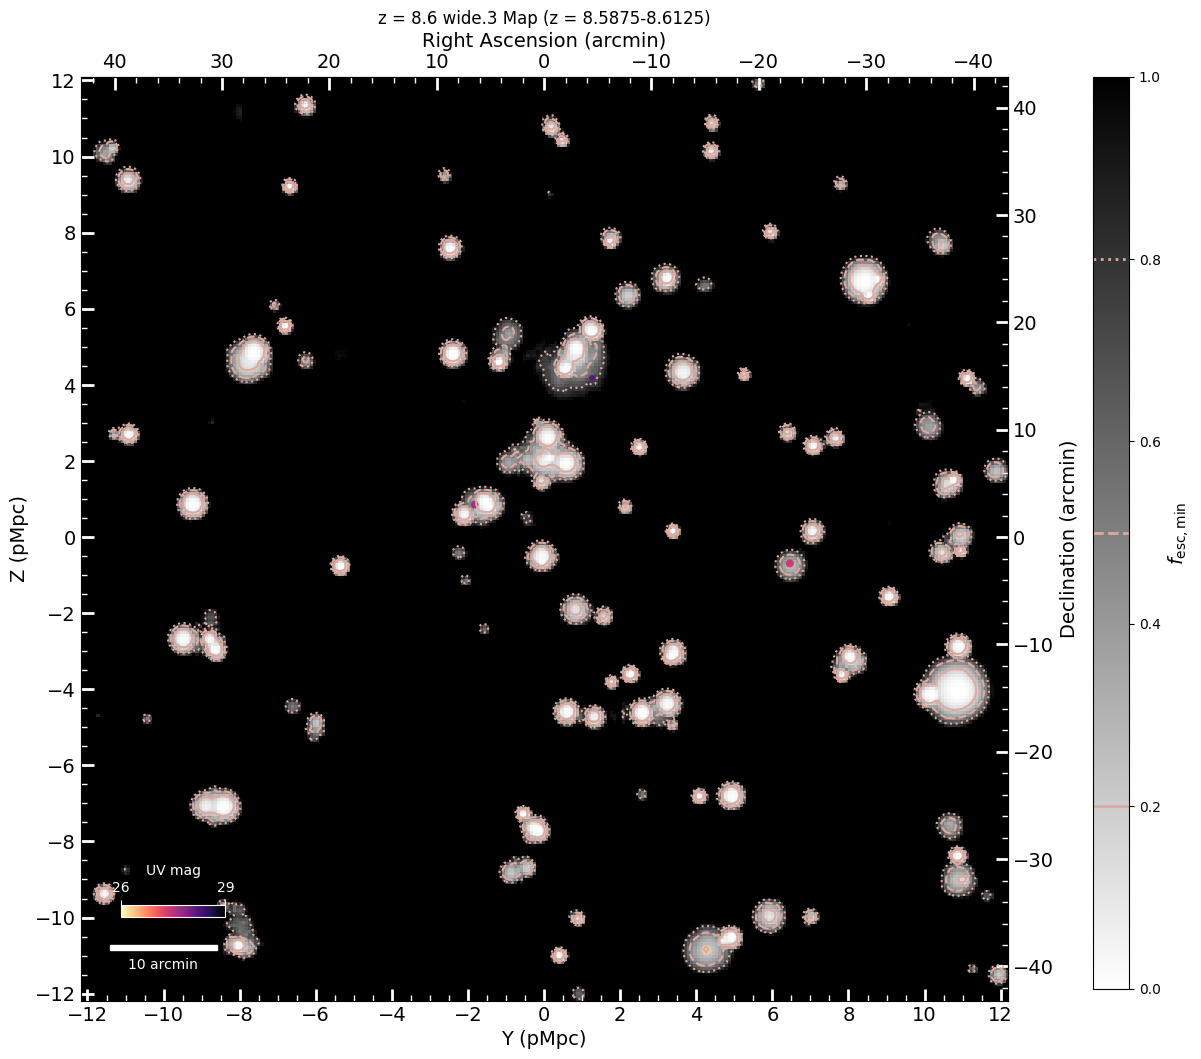 z = 8.6 wide.3 Map (z = 8.5875-8.6125)
Right Ascension (arcmin)
40 30 20 10 0 −10 −20 −30 −40
12
10
8
6
4
2
0
−2
−4
−6
−8
−10
−12
Z (pMpc)
−12 −10 −8 −6 −4 −2 0 2 4 6 8 10 12
Y (pMpc)
UV mag
26 29
10 arcmin
40
30
20
10
0
−10
−20
−30
−40
Declination (arcmin)
1.0
0.8
0.6
0.4
0.2
0.0
fesc,min